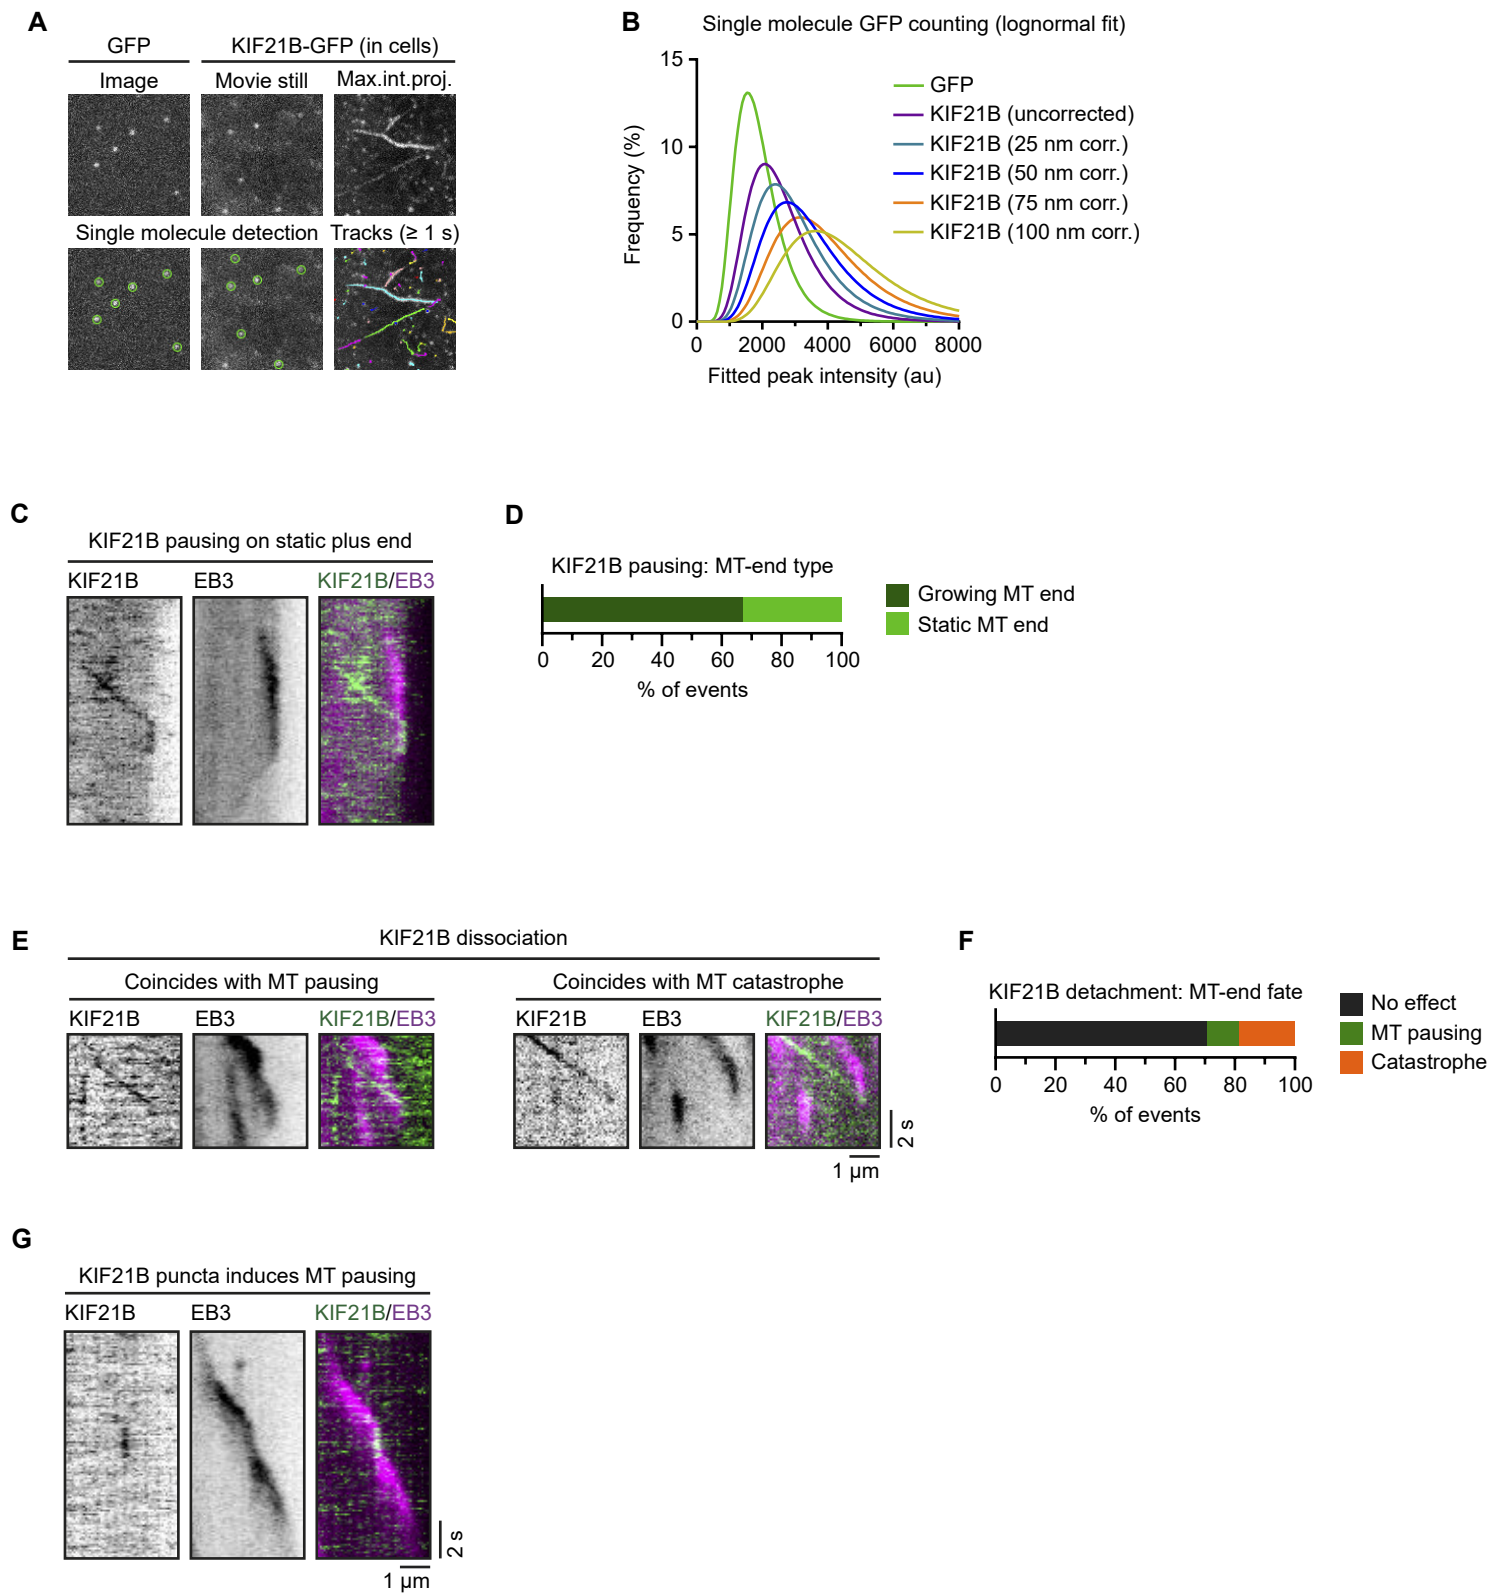 A
GFP
KIF21B-GFP (in cells)
Image
Movie still
Max.int.proj.
Single molecule detection
Tracks (≥ 1 s)
B
Single molecule GFP counting (lognormal fit)
Frequency (%)
15
10
5
0
0 2000 4000 6000 8000
Fitted peak intensity (au)
GFP
KIF21B (uncorrected)
KIF21B (25 nm corr.)
KIF21B (50 nm corr.)
KIF21B (75 nm corr.)
KIF21B (100 nm corr.)
C
KIF21B pausing on static plus end
KIF21B
EB3
KIF21B/EB3
D
KIF21B pausing: MT-end type
0 20 40 60 80 100
% of events
Growing MT end
Static MT end
E
KIF21B dissociation
Coincides with MT pausing
KIF21B
EB3
KIF21B/EB3
Coincides with MT catastrophe
KIF21B
EB3
KIF21B/EB3
2 s
1 µm
F
KIF21B detachment: MT-end fate
0 20 40 60 80 100
% of events
No effect
MT pausing
Catastrophe
G
KIF21B puncta induces MT pausing
KIF21B
EB3
KIF21B/EB3
2 s
1 µm